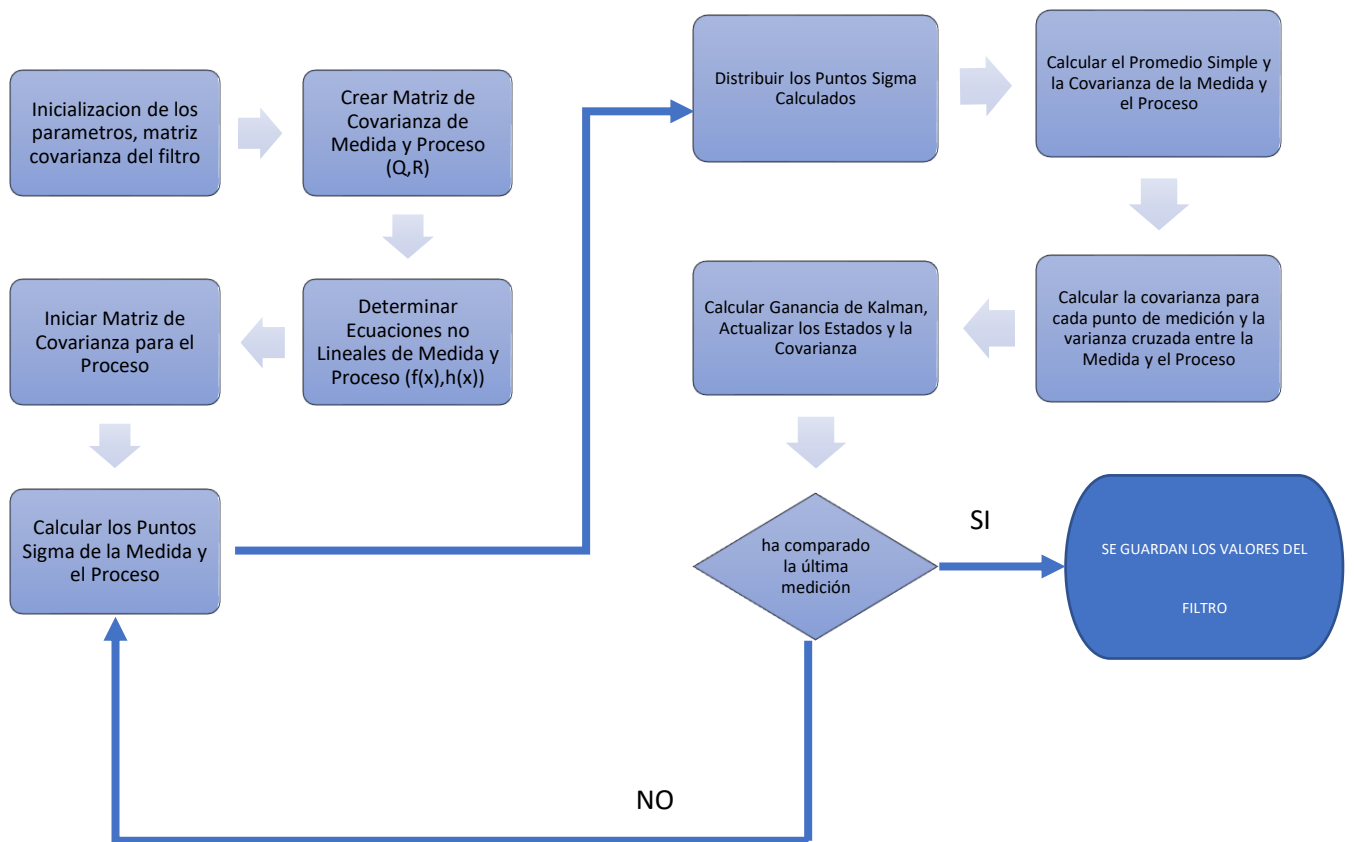 Inicializacion de los
parametros, matriz
covarianza del filtro
Crear Matriz de
Covarianza de
Medida y Proceso
(Q,R)
Determinar
Ecuaciones no
Lineales de Medida y
Proceso (f(x),h(x))
Iniciar Matriz de
Covarianza para el
Proceso
Calcular los Puntos
Sigma de la Medida y
el Proceso
Distribuir los Puntos Sigma
Calculados
Calcular el Promedio Simple y
la Covarianza de la Medida y
el Proceso
Calcular la covarianza para
cada punto de medición y la
varianza cruzada entre la
Medida y el Proceso
Calcular Ganancia de Kalman,
Actualizar los Estados y la
Covarianza
ha comparado
la última
medición
SI
SE GUARDAN LOS VALORES DEL
FILTRO
NO